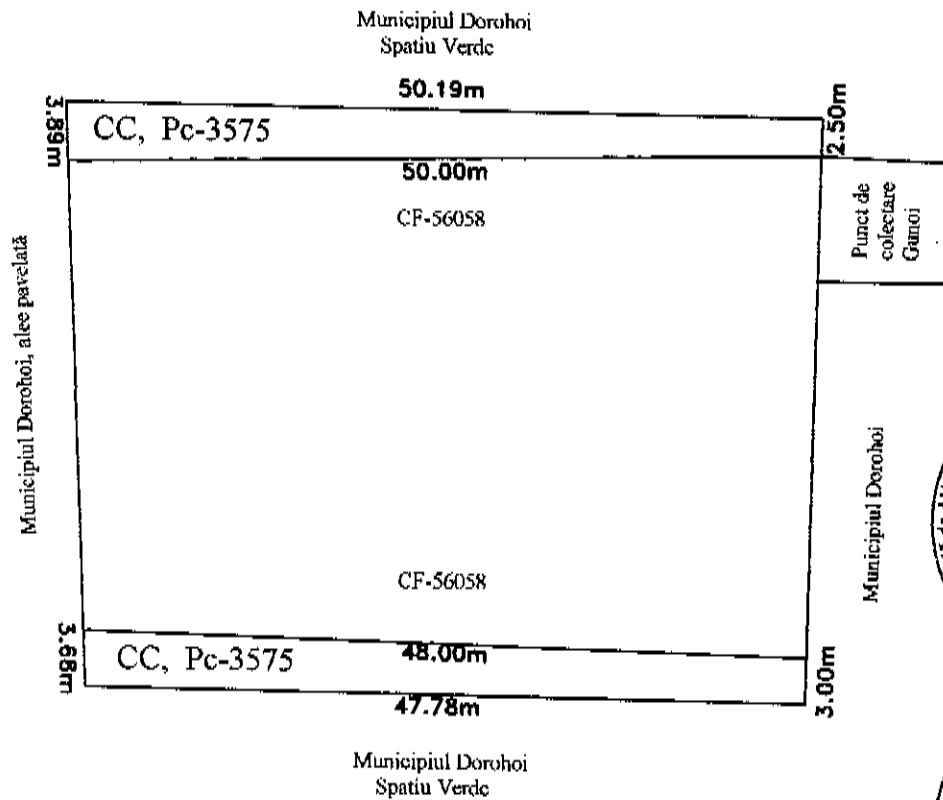 Municipiul Dorohoi
Spatiu Verde
50.19m
3.89m
CC, Pc-3575
2.50m
50.00m
CF-56058
Punct de
colectare
Gunoi
Municipiul Dorohoi, alee pavelată
Municipiul Dorohoi
CF-56058
3.68m
CC, Pc-3575
48.00m
3.00m
47.78m
Municipiul Dorohoi
Spatiu Verde